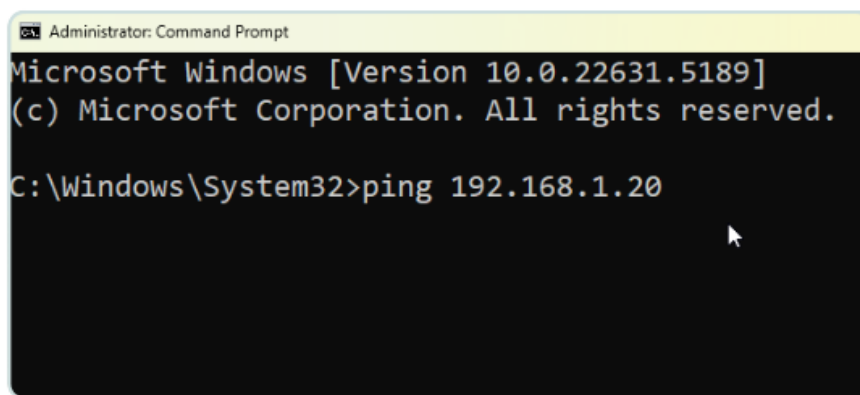 Administrator: Command Prompt
Microsoft Windows [Version 10.0.22631.5189]
(c) Microsoft Corporation. All rights reserved.
C:\Windows\System32>ping 192.168.1.20